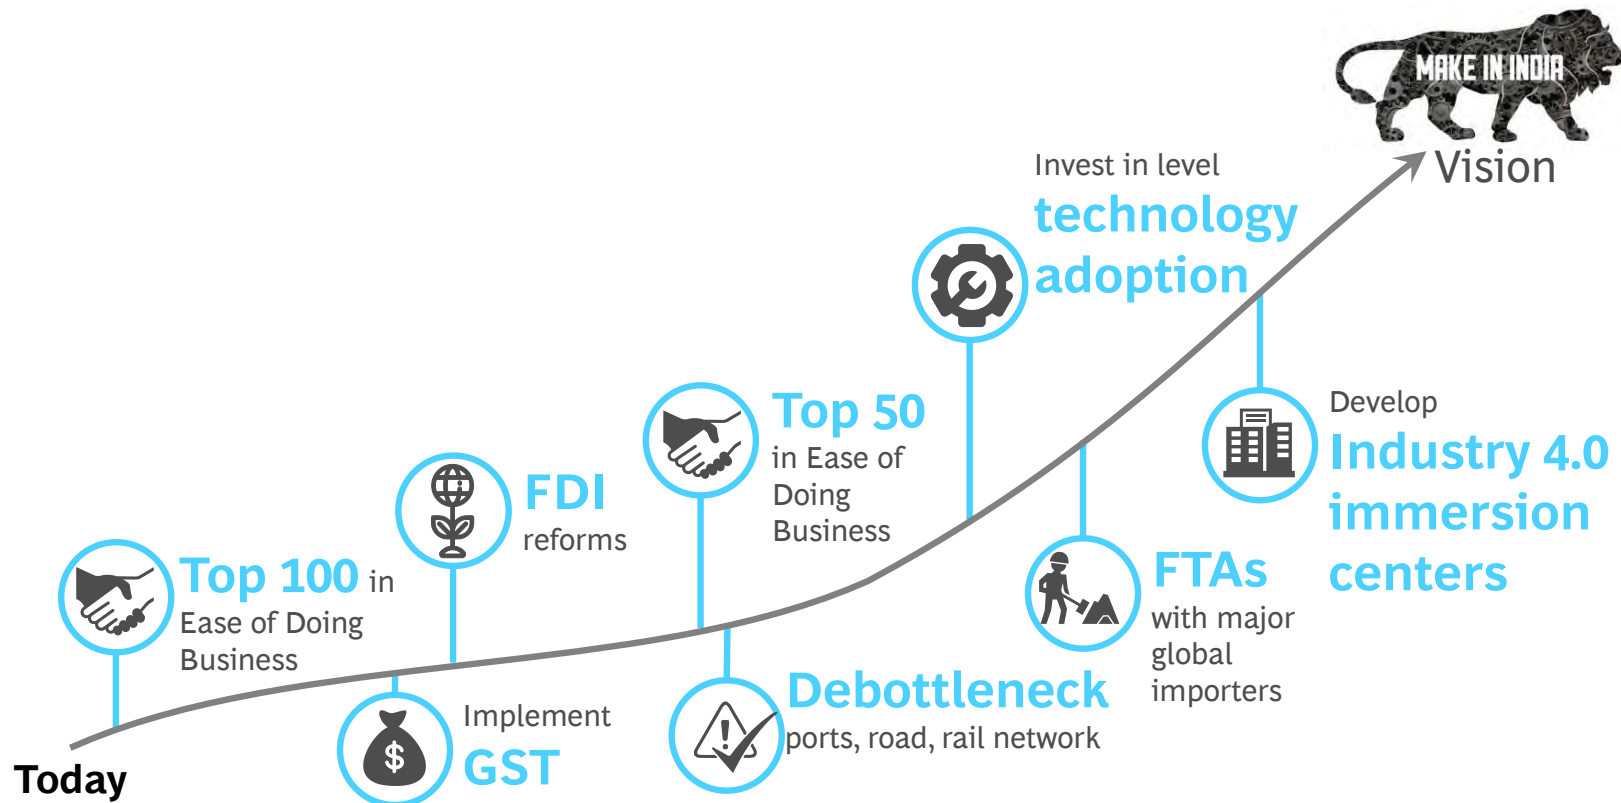 MAKE IN INDIA
Vision
Invest in level
technology
adoption
Develop
Industry 4.0
immersion
centers
Top 50
in Ease of
Doing
Business
FDI
reforms
FTAs
with major
global
importers
Top 100 in
Ease of Doing
Business
Debottleneck
ports, road, rail network
Implement
GST
$
Today